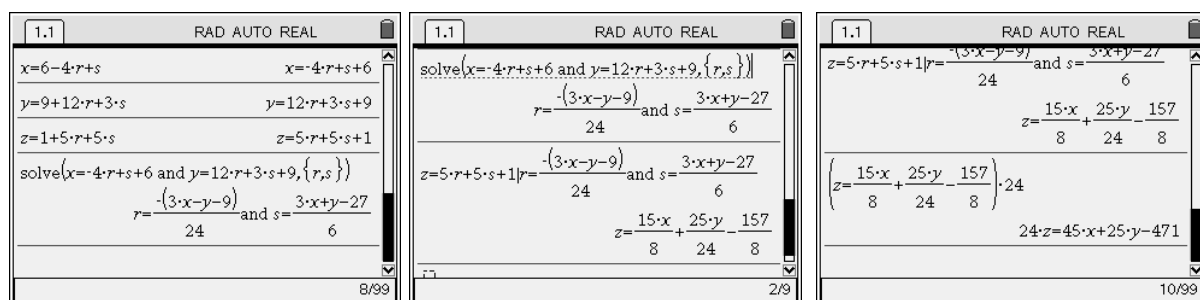 1.1 RAD AUTO REAL
x=6−4·r+s x=-4·r+s+6
y=9+12·r+3·s y=12·r+3·s+9
z=1+5·r+5·s z=5·r+5·s+1
solve(x=-4·r+s+6 and y=12·r+3·s+9,{r,s})
r=-(3·x−y−9)/24 and s=3·x+y−27/6
8/99
1.1 RAD AUTO REAL
solve(x=-4·r+s+6 and y=12·r+3·s+9,{r,s})
r=-(3·x−y−9)/24 and s=3·x+y−27/6
z=5·r+5·s+1|r=-(3·x−y−9)/24 and s=3·x+y−27/6
z=15·x/8+25·y/24−157/8
2/9
1.1 RAD AUTO REAL
z=5·r+5·s+1|r=-(3·x−y−9)/24 and s=3·x+y−27/6
z=15·x/8+25·y/24−157/8
(z=15·x/8+25·y/24−157/8)·24
24·z=45·x+25·y−471
10/99